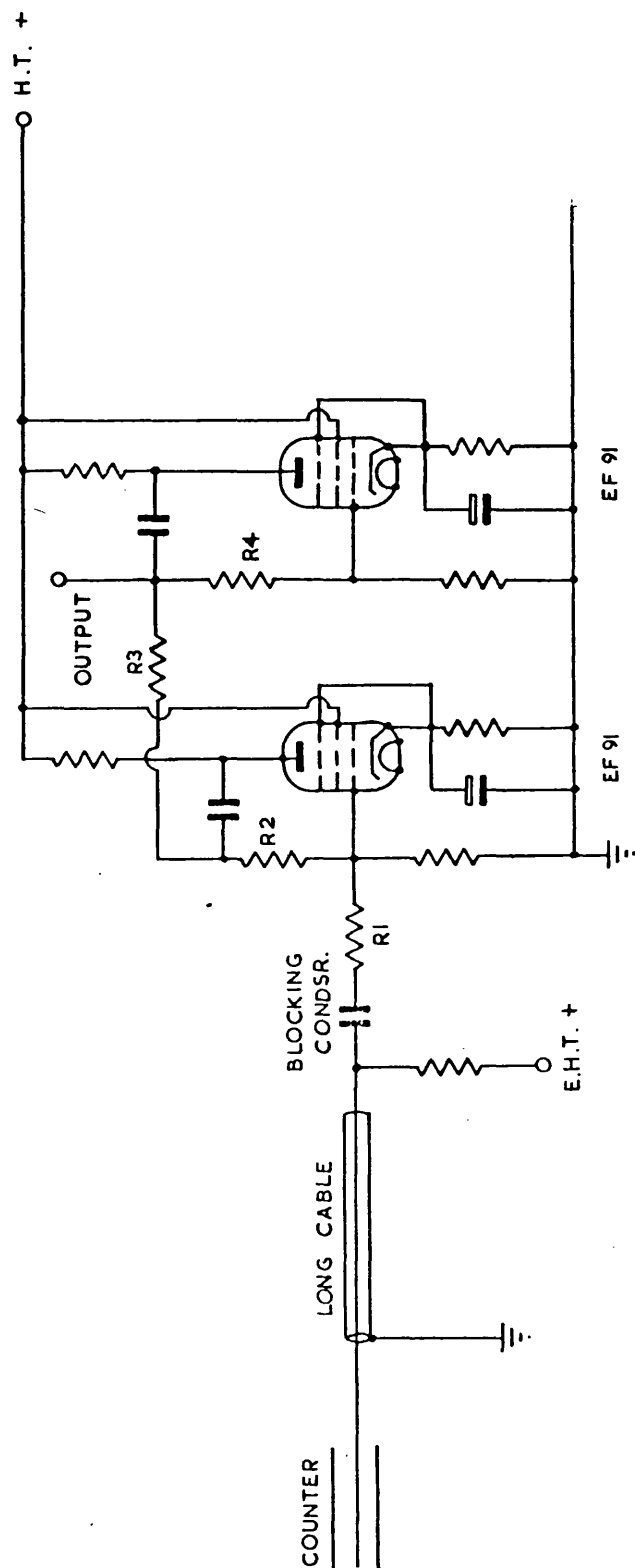 H.T. +
OUTPUT
R3
R4
R2
EF 91
EF 91
BLOCKING
CONDSR.
R1
E.H.T. +
LONG CABLE
COUNTER